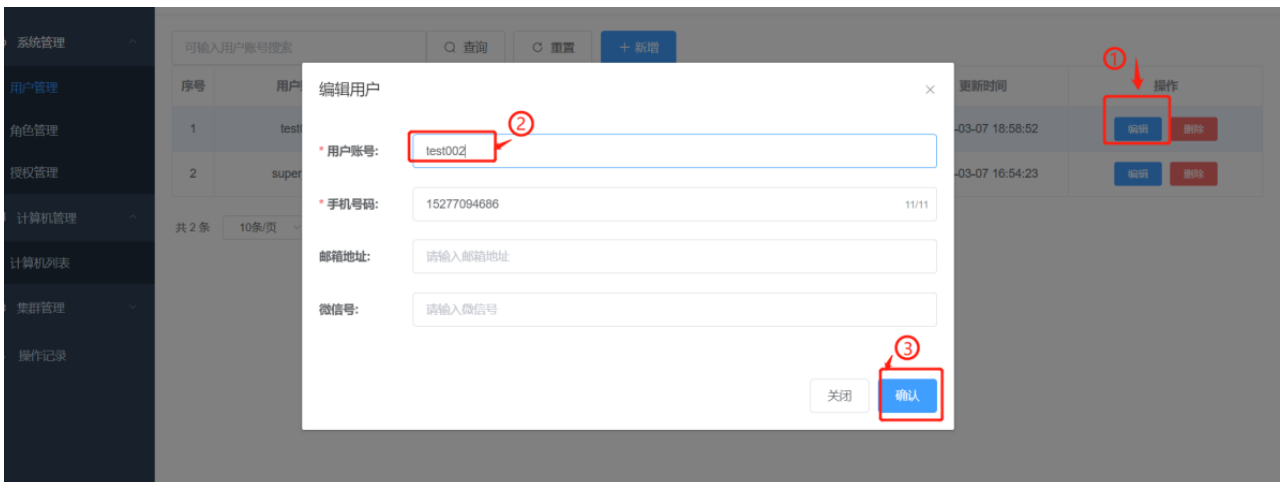 系统管理
用户管理
角色管理
授权管理
计算机管理
计算机列表
集群管理
操作记录
可输入用户账号搜索 查询 重置 + 新增
序号 用户 更新时间 操作
1 test -03-07 18:58:52 编辑 删除
2 super -03-07 16:54:23 编辑 删除
共 2 条 10条/页
编辑用户
* 用户账号: test002
* 手机号码: 15277094686 11/11
邮箱地址: 请输入邮箱地址
微信号: 请输入微信号
关闭 确认
①
②
③